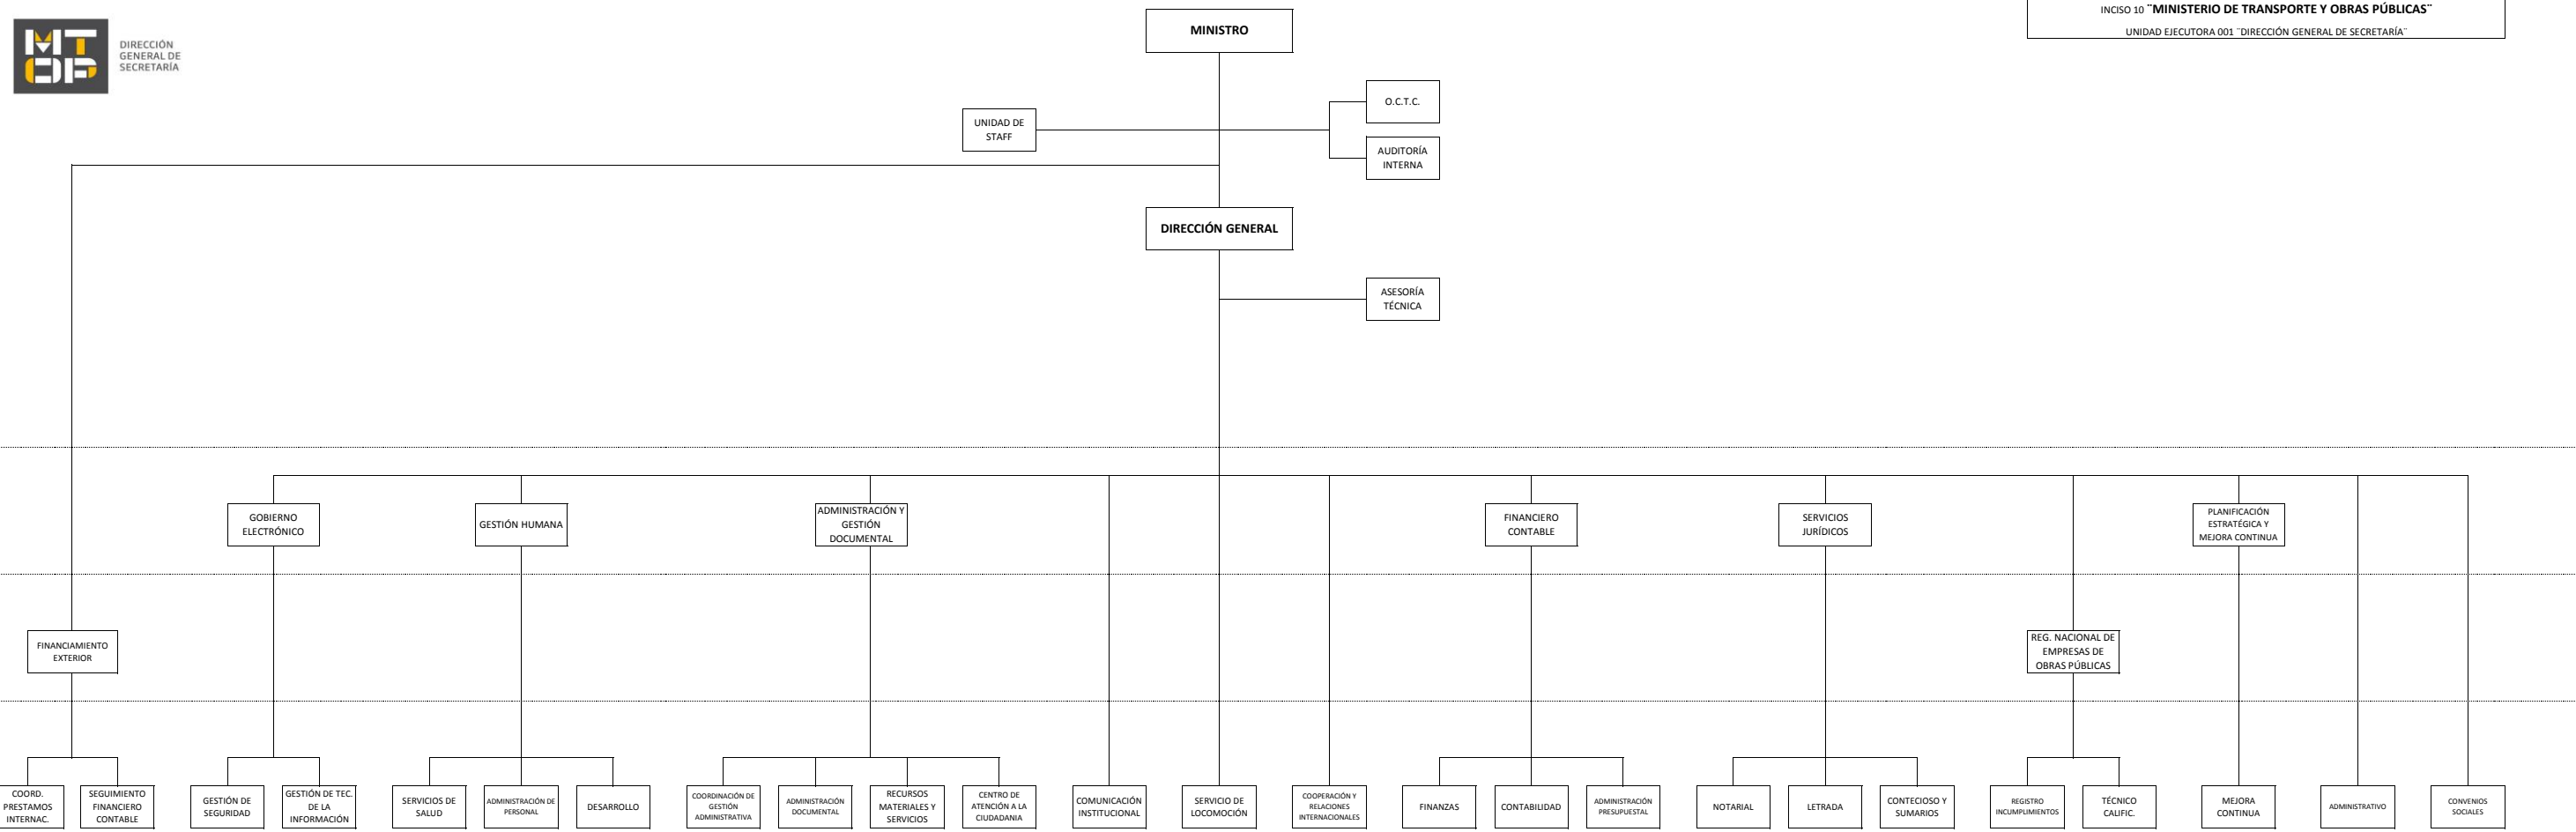 INCISO 10 ¨MINISTERIO DE TRANSPORTE Y OBRAS PÚBLICAS¨
UNIDAD EJECUTORA 001 ¨DIRECCIÓN GENERAL DE SECRETARÍA¨
MTOP
DIRECCIÓN
GENERAL DE
SECRETARÍA
MINISTRO
O.C.T.C.
UNIDAD DE
STAFF
AUDITORÍA
INTERNA
DIRECCIÓN GENERAL
ASESORÍA
TÉCNICA
GOBIERNO
ELECTRÓNICO
GESTIÓN HUMANA
ADMINISTRACIÓN Y
GESTIÓN
DOCUMENTAL
FINANCIERO
CONTABLE
SERVICIOS
JURÍDICOS
PLANIFICACIÓN
ESTRATÉGICA Y
MEJORA CONTINUA
FINANCIAMIENTO
EXTERIOR
REG. NACIONAL DE
EMPRESAS DE
OBRAS PÚBLICAS
COORD.
PRESTAMOS
INTERNAC.
SEGUIMIENTO
FINANCIERO
CONTABLE
GESTIÓN DE
SEGURIDAD
GESTIÓN DE TEC.
DE LA
INFORMACIÓN
SERVICIOS DE
SALUD
ADMINISTRACIÓN DE
PERSONAL
DESARROLLO
COORDINACIÓN DE
GESTIÓN
ADMINISTRATIVA
ADMINISTRACIÓN
DOCUMENTAL
RECURSOS
MATERIALES Y
SERVICIOS
CENTRO DE
ATENCIÓN A LA
CIUDADANIA
COMUNICACIÓN
INSTITUCIONAL
SERVICIO DE
LOCOMOCIÓN
COOPERACIÓN Y
RELACIONES
INTERNACIONALES
FINANZAS
CONTABILIDAD
ADMINISTRACIÓN
PRESUPUESTAL
NOTARIAL
LETRADA
CONTECIOSO Y
SUMARIOS
REGISTRO
INCUMPLIMIENTOS
TÉCNICO
CALIFIC.
MEJORA
CONTINUA
ADMINISTRATIVO
CONVENIOS
SOCIALES